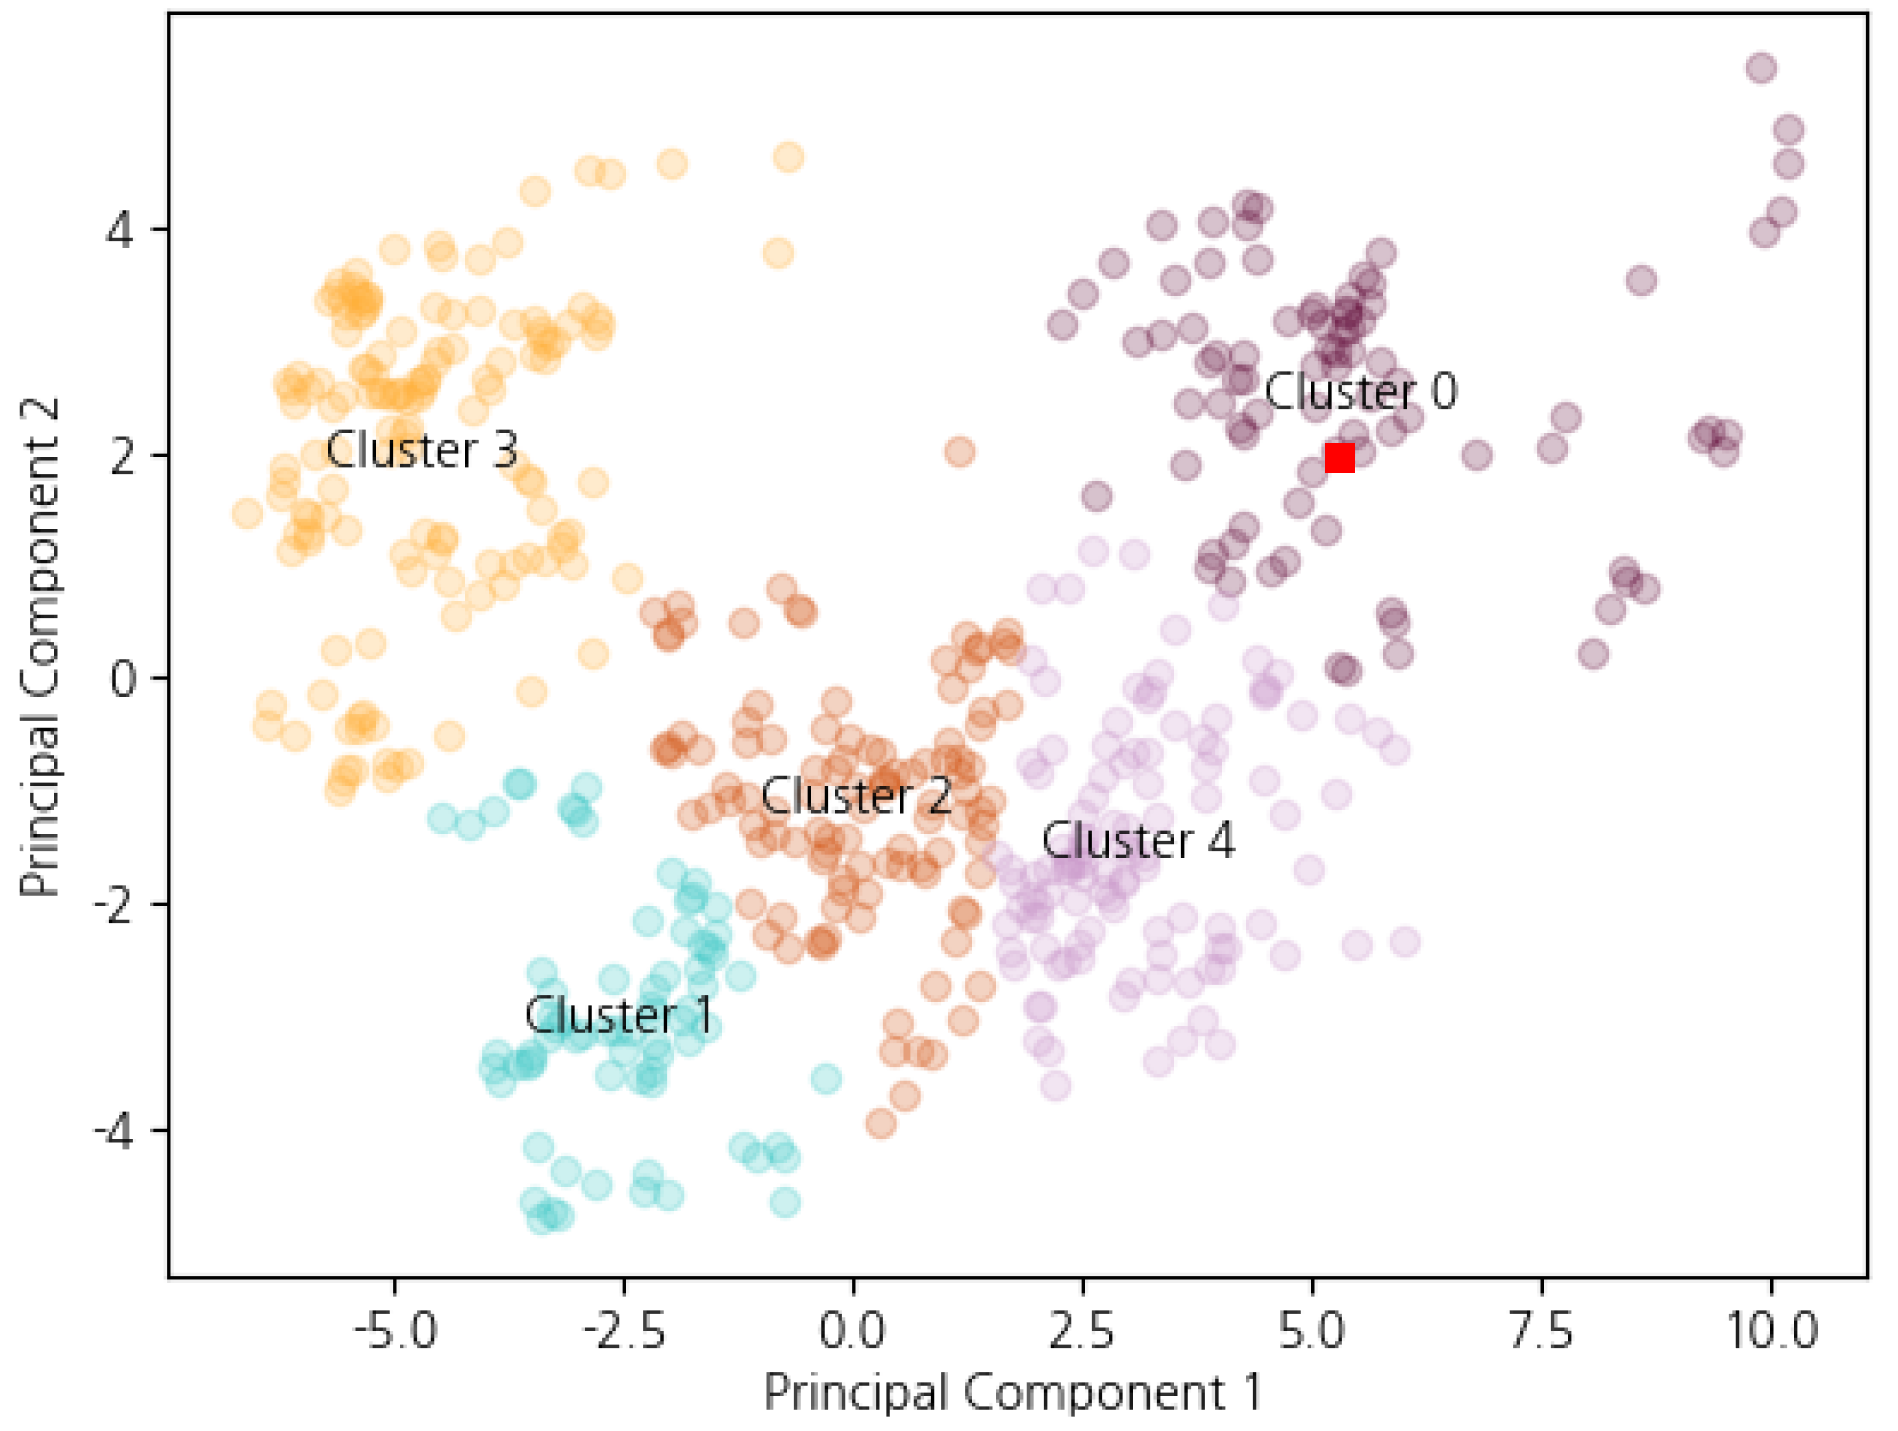 4
2
0
-2
-4
Principal Component 2
Cluster 0
Cluster 3
Cluster 2
Cluster 4
Cluster 1
-5.0 -2.5 0.0 2.5 5.0 7.5 10.0
Principal Component 1